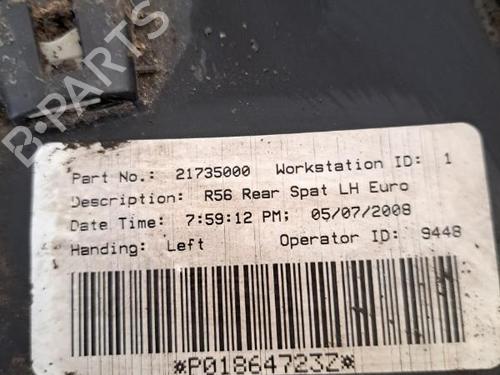 Part No.: 21735000 Workstation ID: 1
Description: R56 Rear Spat LH Euro
Date Time: 7:59:12 PM; 05/07/2008
Handing: Left Operator ID: 9448
*P01864723Z*
B-PARTS